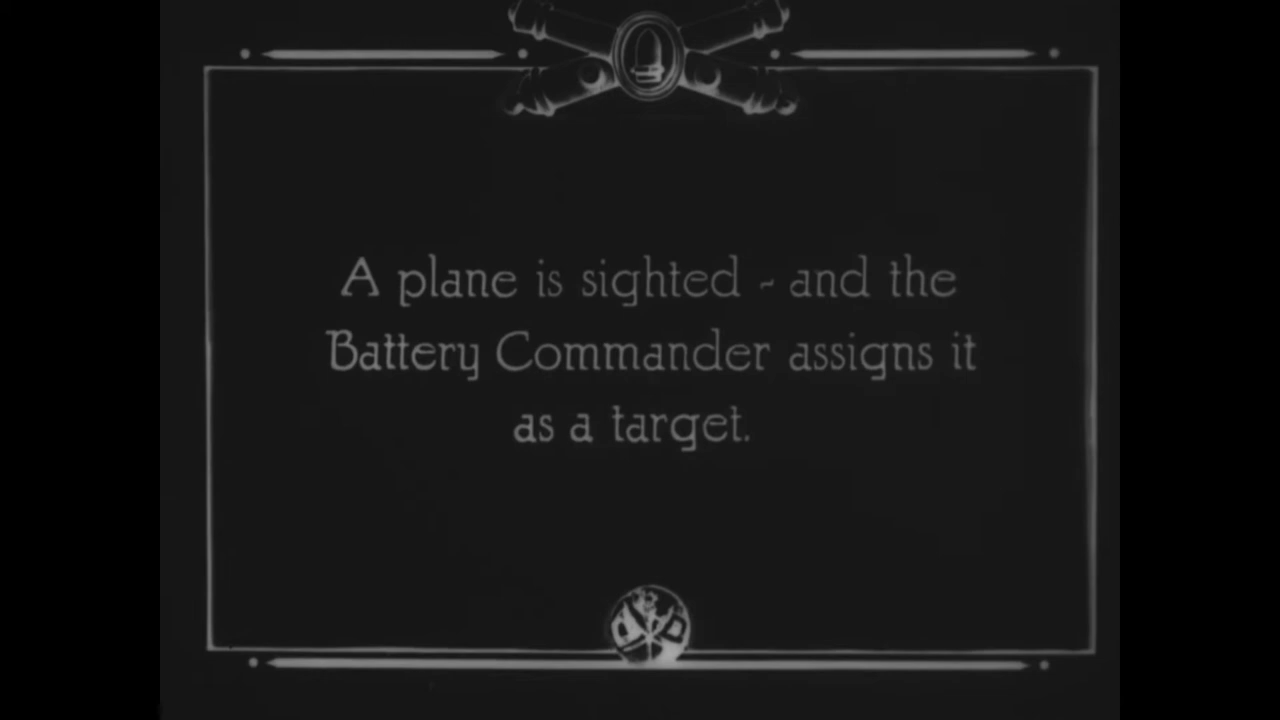 A plane is sighted - and the
Battery Commander assigns it
as a target.